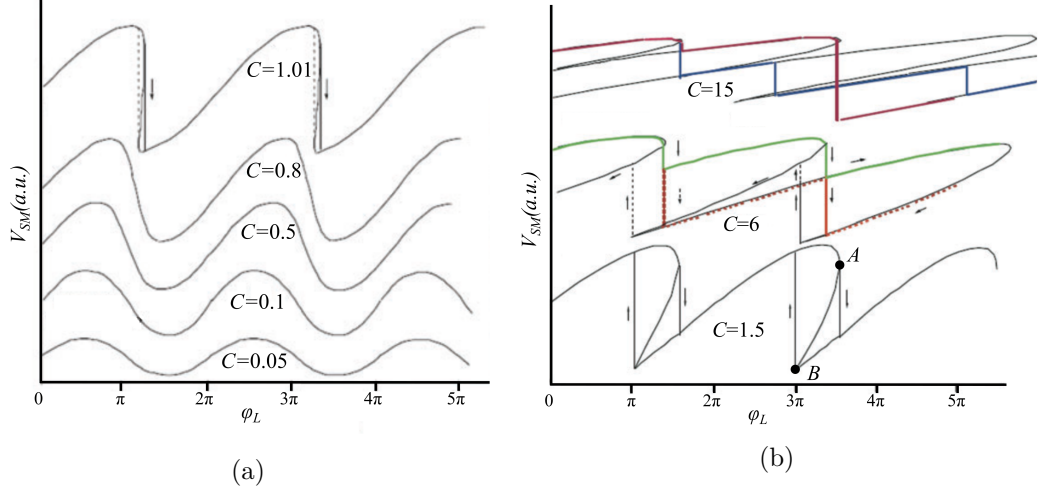 V_SM(a.u.)
C=1.01
C=0.8
C=0.5
C=0.1
C=0.05
0 π 2π 3π 4π 5π
φ_L
(a)
V_SM(a.u.)
C=15
C=6
C=1.5
A
B
0 π 2π 3π 4π 5π
φ_L
(b)